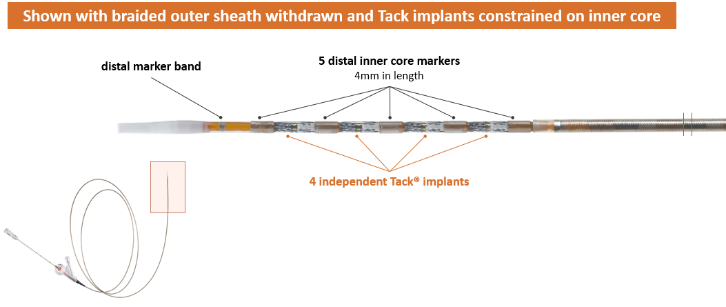 Shown with braided outer sheath withdrawn and Tack implants constrained on inner core
5 distal inner core markers
4mm in length
distal marker band
4 independent Tack® implants